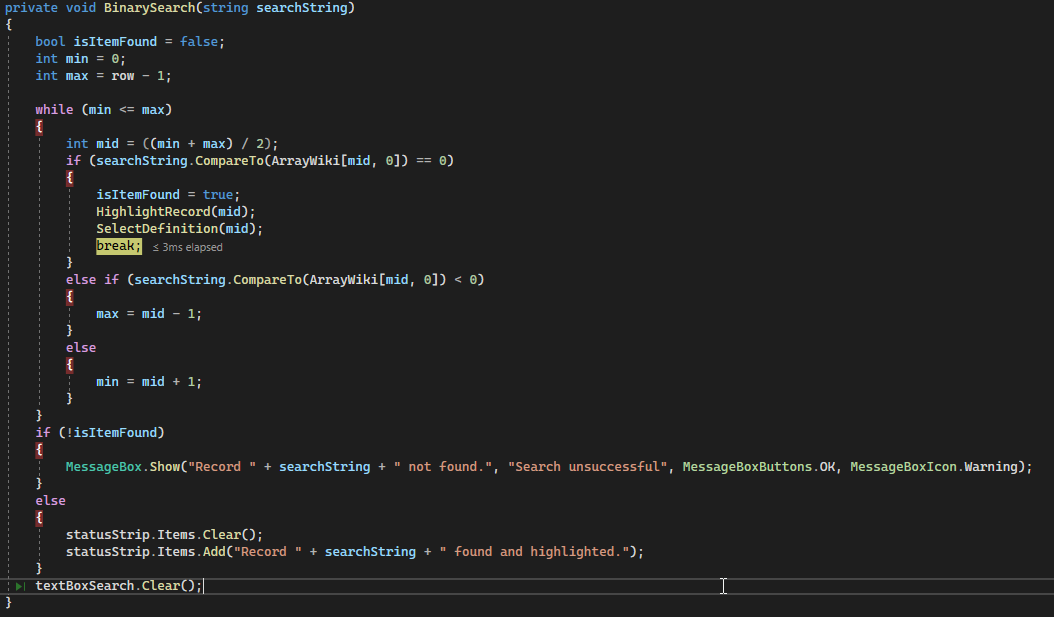 private void BinarySearch(string searchString)
{
    bool isItemFound = false;
    int min = 0;
    int max = row - 1;

    while (min <= max)
    {
        int mid = ((min + max) / 2);
        if (searchString.CompareTo(ArrayWiki[mid, 0]) == 0)
        {
            isItemFound = true;
            HighlightRecord(mid);
            SelectDefinition(mid);
            break; ≤ 3ms elapsed
        }
        else if (searchString.CompareTo(ArrayWiki[mid, 0]) < 0)
        {
            max = mid - 1;
        }
        else
        {
            min = mid + 1;
        }
    }
    if (!isItemFound)
    {
        MessageBox.Show("Record " + searchString + " not found.", "Search unsuccessful", MessageBoxButtons.OK, MessageBoxIcon.Warning);
    }
    else
    {
        statusStrip.Items.Clear();
        statusStrip.Items.Add("Record " + searchString + " found and highlighted.");
    }
    textBoxSearch.Clear();
}